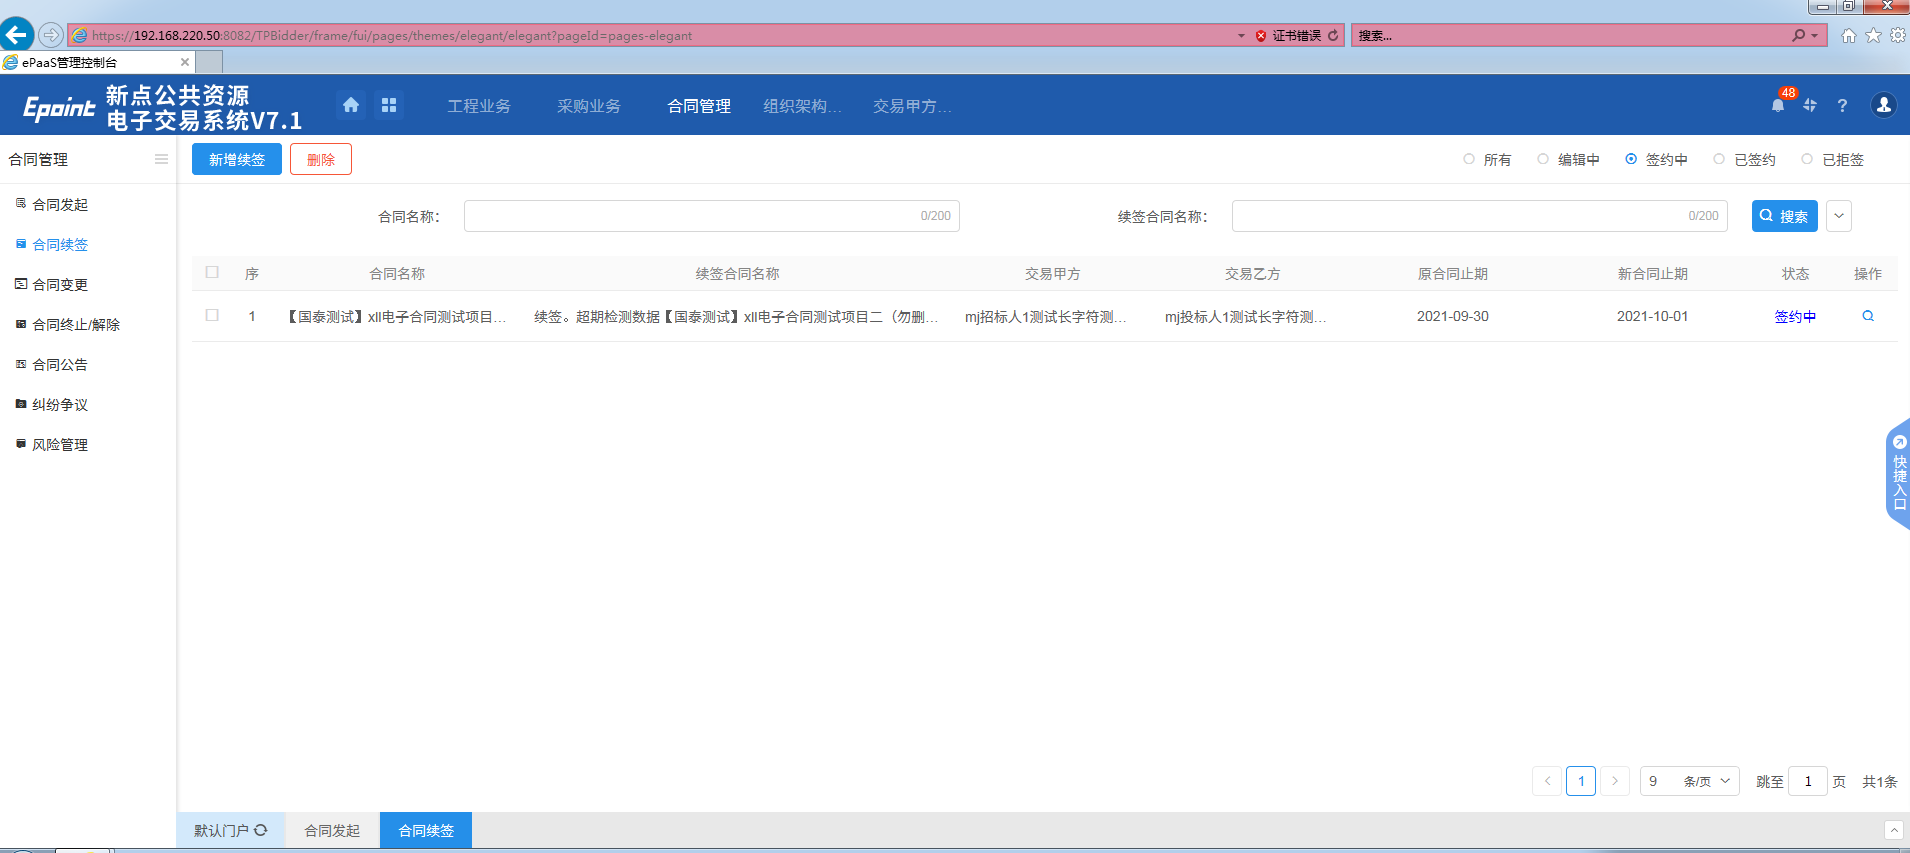 https://192.168.220.50:8082/TPBidder/frame/fui/pages/themes/elegant/elegant?pageId=pages-elegant
证书错误
搜索...
ePaaS管理控制台
Epoint
新点公共资源
电子交易系统V7.1
工程业务
采购业务
合同管理
组织架构...
交易甲方...
48
?
合同管理
新增续签
删除
所有
编辑中
签约中
已签约
已拒签
合同发起
合同续签
合同变更
合同终止/解除
合同公告
纠纷争议
风险管理
合同名称：
0/200
续签合同名称：
0/200
搜索
序 合同名称 续签合同名称 交易甲方 交易乙方 原合同止期 新合同止期 状态 操作
1 【国泰测试】xll电子合同测试项目... 续签。超期检测数据【国泰测试】xll电子合同测试项目二（勿删... mj招标人1测试长字符测... mj投标人1测试长字符测... 2021-09-30 2021-10-01 签约中
快捷入口
1
9 条/页
跳至 1 页
共1条
默认门户
合同发起
合同续签